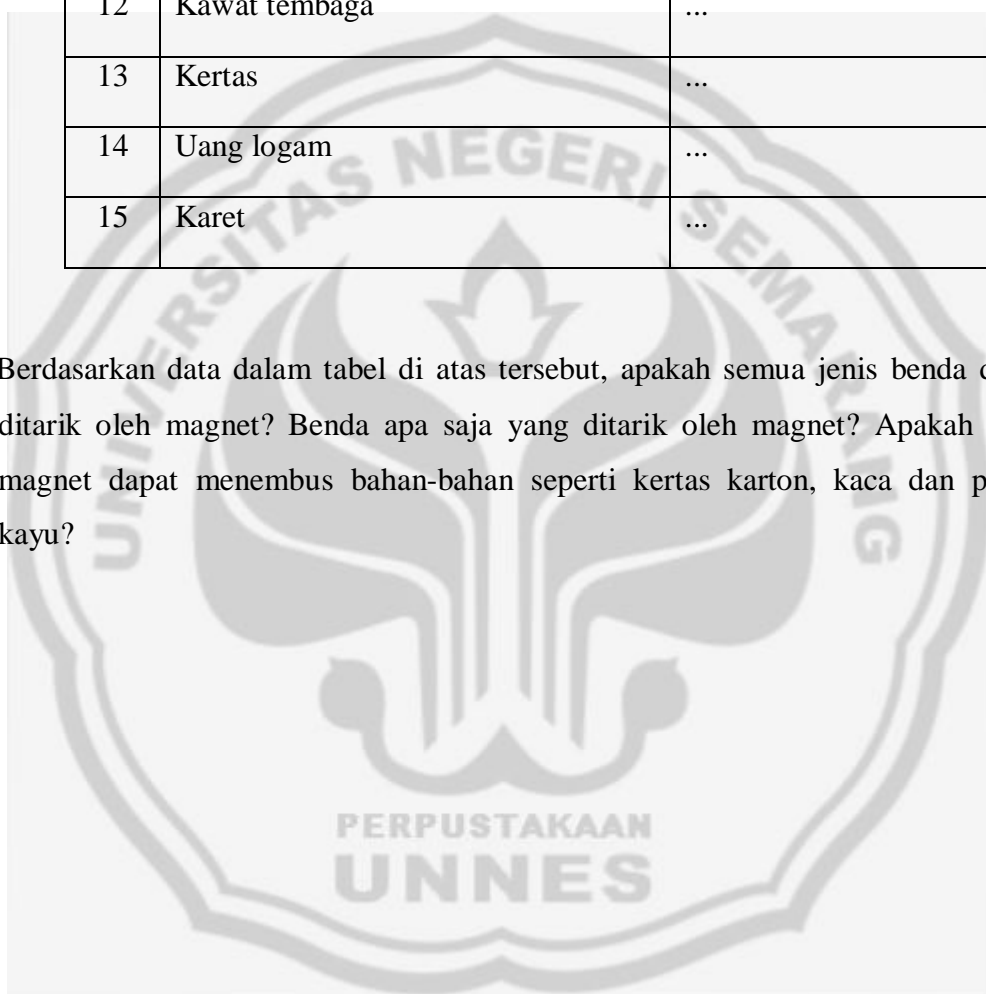 12 Kawat tembaga ...
13 Kertas ...
14 Uang logam ...
15 Karet ...
Berdasarkan data dalam tabel di atas tersebut, apakah semua jenis benda
ditarik oleh magnet? Benda apa saja yang ditarik oleh magnet? Apakah
magnet dapat menembus bahan-bahan seperti kertas karton, kaca dan
kayu?
UNIVERSITAS NEGERI SEMARANG
PERPUSTAKAAN
UNNES